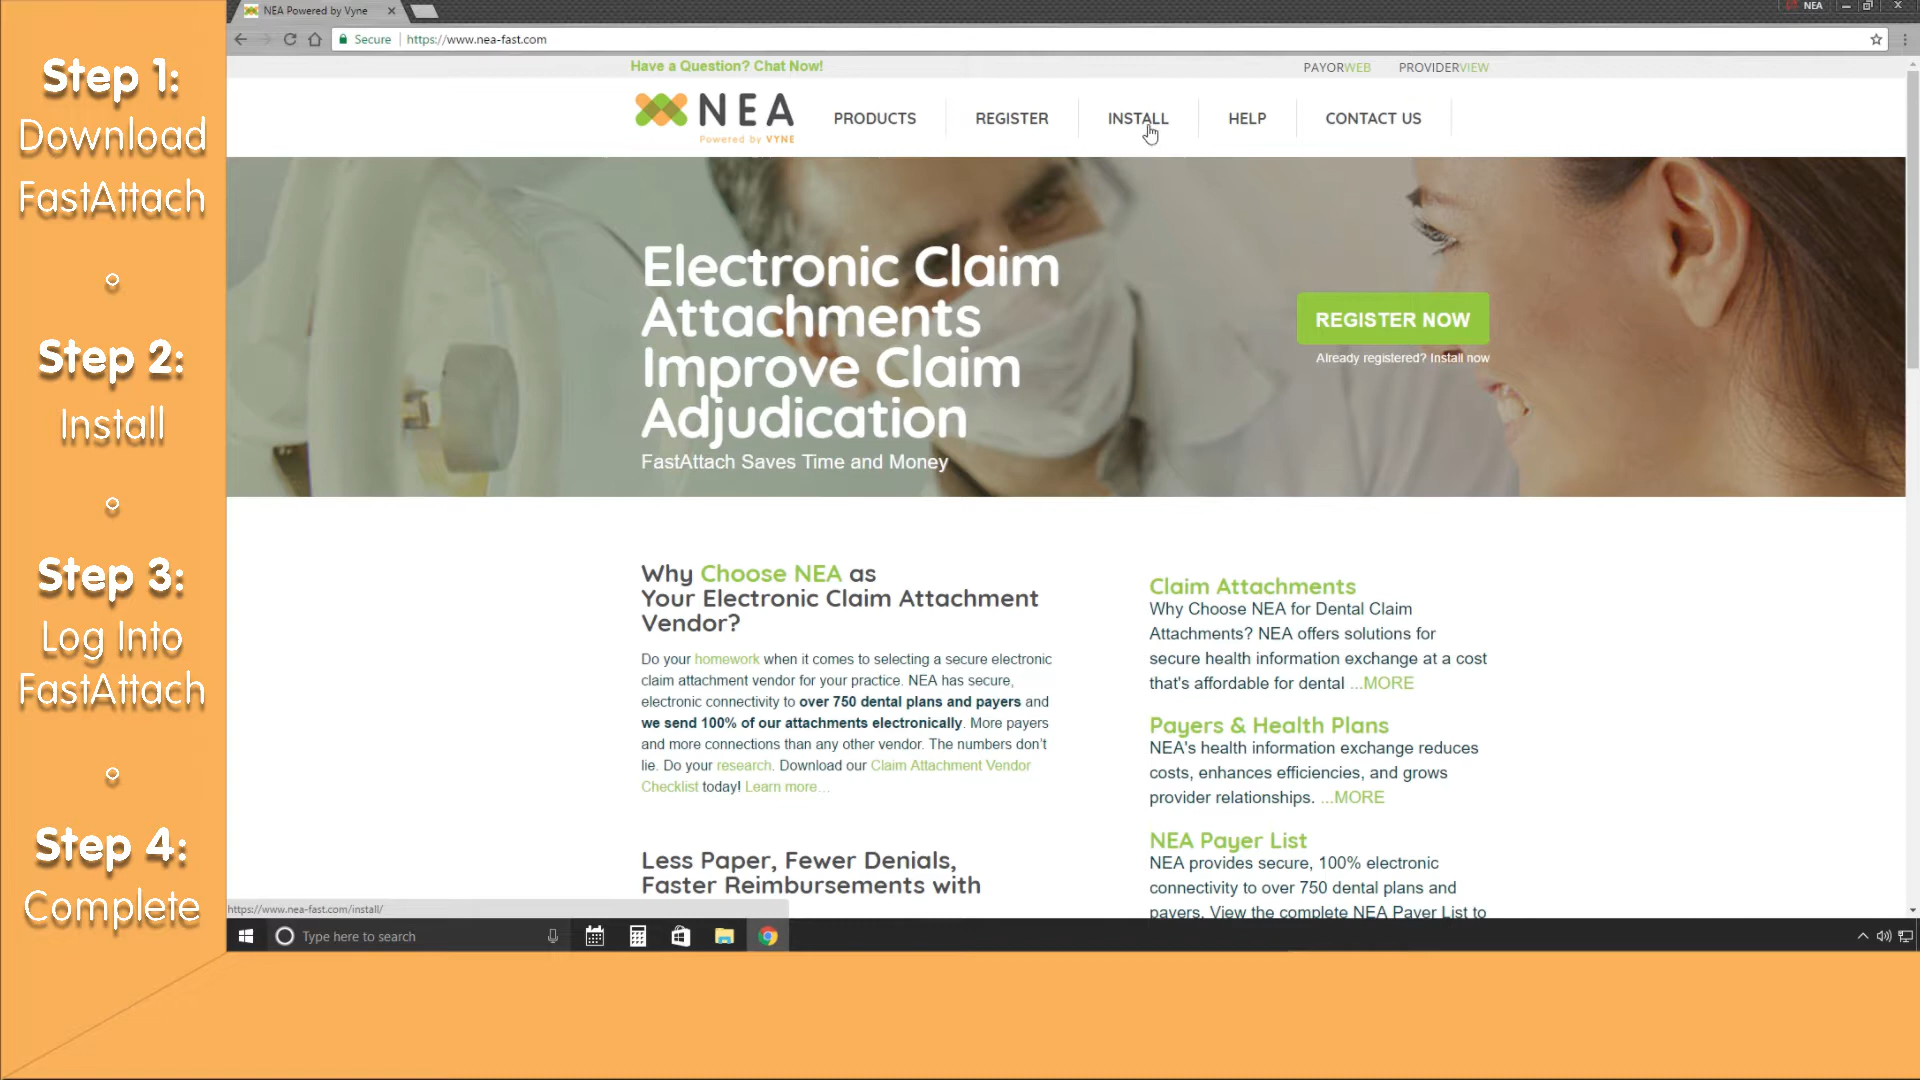 Step 1:
Download
FastAttach
Step 2:
Install
Step 3:
Log Into
FastAttach
Step 4:
Complete
NEA Powered by Vyne
NEA
Secure
https://www.nea-fast.com
Have a Question? Chat Now!
PAYORWEB
PROVIDERVIEW
NEA
Powered by VYNE
PRODUCTS
REGISTER
INSTALL
HELP
CONTACT US
Electronic Claim
Attachments
Improve Claim
Adjudication
FastAttach Saves Time and Money
REGISTER NOW
Already registered? Install now
Why Choose NEA as
Your Electronic Claim Attachment
Vendor?
Do your homework when it comes to selecting a secure electronic
claim attachment vendor for your practice. NEA has secure,
electronic connectivity to over 750 dental plans and payers and
we send 100% of our attachments electronically. More payers
and more connections than any other vendor. The numbers don't
lie. Do your research. Download our Claim Attachment Vendor
Checklist today! Learn more...
Less Paper, Fewer Denials,
Faster Reimbursements with
Claim Attachments
Why Choose NEA for Dental Claim
Attachments? NEA offers solutions for
secure health information exchange at a cost
that's affordable for dental ...MORE
Payers & Health Plans
NEA's health information exchange reduces
costs, enhances efficiencies, and grows
provider relationships. ...MORE
NEA Payer List
NEA provides secure, 100% electronic
connectivity to over 750 dental plans and
payers. View the complete NEA Payer List to
https://www.nea-fast.com/install/
Type here to search